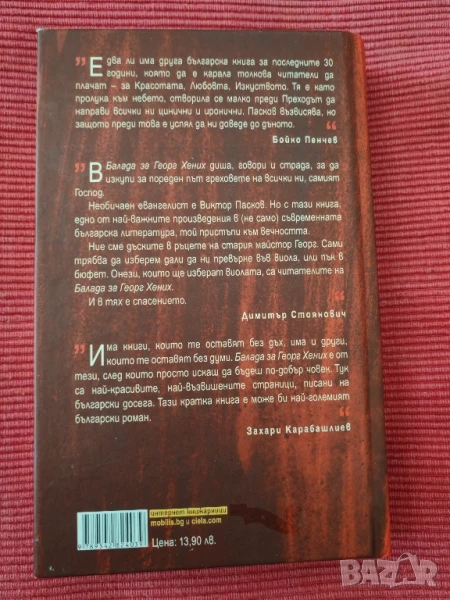 "Едва ли има друга българска книга за последните 30
години, която да е карала толкова читатели да
плачат – за Красотата, Любовта, Изкуството. Тя е като
пролука към небето, отворила се малко преди Преходът да
направи всички ни цинични и иронични. Пасков възвисява, но
защото преди това е успял да ни доведе до дъното."
Бойко Пенчев
"В Балада за Георг Хених диша, говори и страда, за да
изкупи за пореден път греховете на всички ни, самият
Господ.
Необичаен евангелист е Виктор Пасков. Но с тази книга,
едно от най-важните произведения в (не само) съвременната
българска литература, той пристъпи към вечността.
Ние сме дъските в ръцете на стария майстор Георг. Сами
трябва да изберем дали да ни превърне във виола, или пък в
бюфет. Онези, които ще изберат виолата, са читателите на
Балада за Георг Хених.
И в тях е спасението."
Димитър Стоянович
"Има книги, които те оставят без дъх, има и други,
които те оставят без думи. Балада за Георг Хених е от
тези, след които просто искаш да бъдеш по-добър човек. Тук
са най-красивите, най-възвишените страници, писани на
български досега. Тази кратка книга е може би най-големият
български роман."
Захари Карабашлиев
интернет книжарници
mobilis.bg и ciela.com
Цена: 13,90 лв.
BAZAR